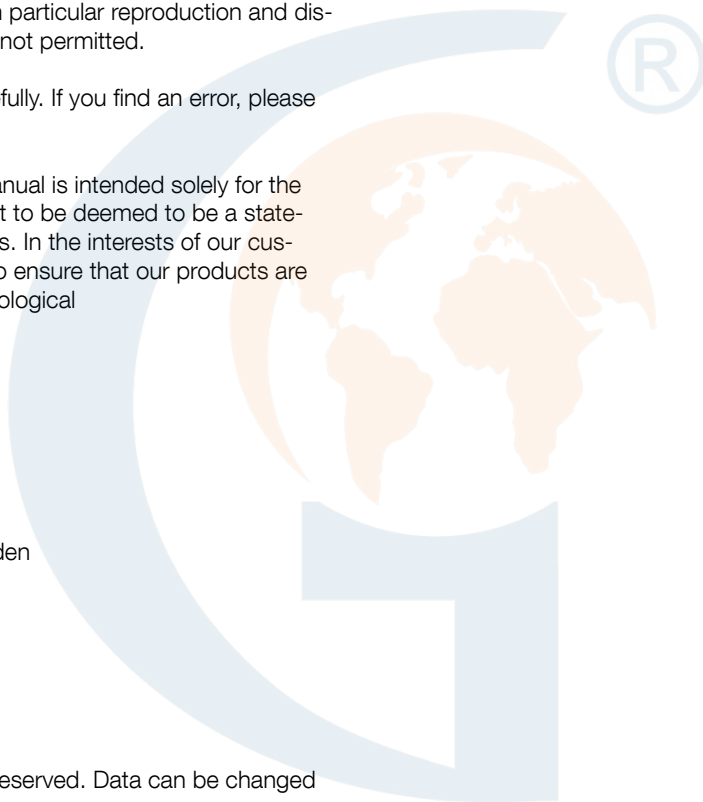 particular reproduction and dis-
not permitted.
fully. If you find an error, please
anual is intended solely for the
t to be deemed to be a state-
s. In the interests of our cus-
o ensure that our products are
ological
den
eserved. Data can be changed
G
®